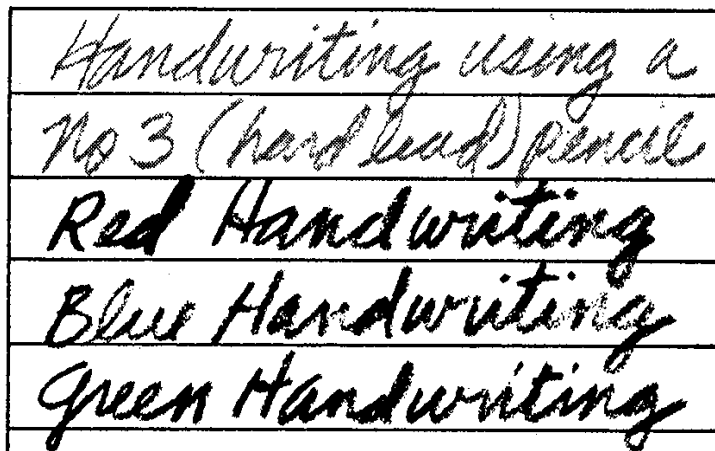 Handwriting using a
No 3 (hard lead) pencil
Red Handwriting
Blue Handwriting
Green Handwriting